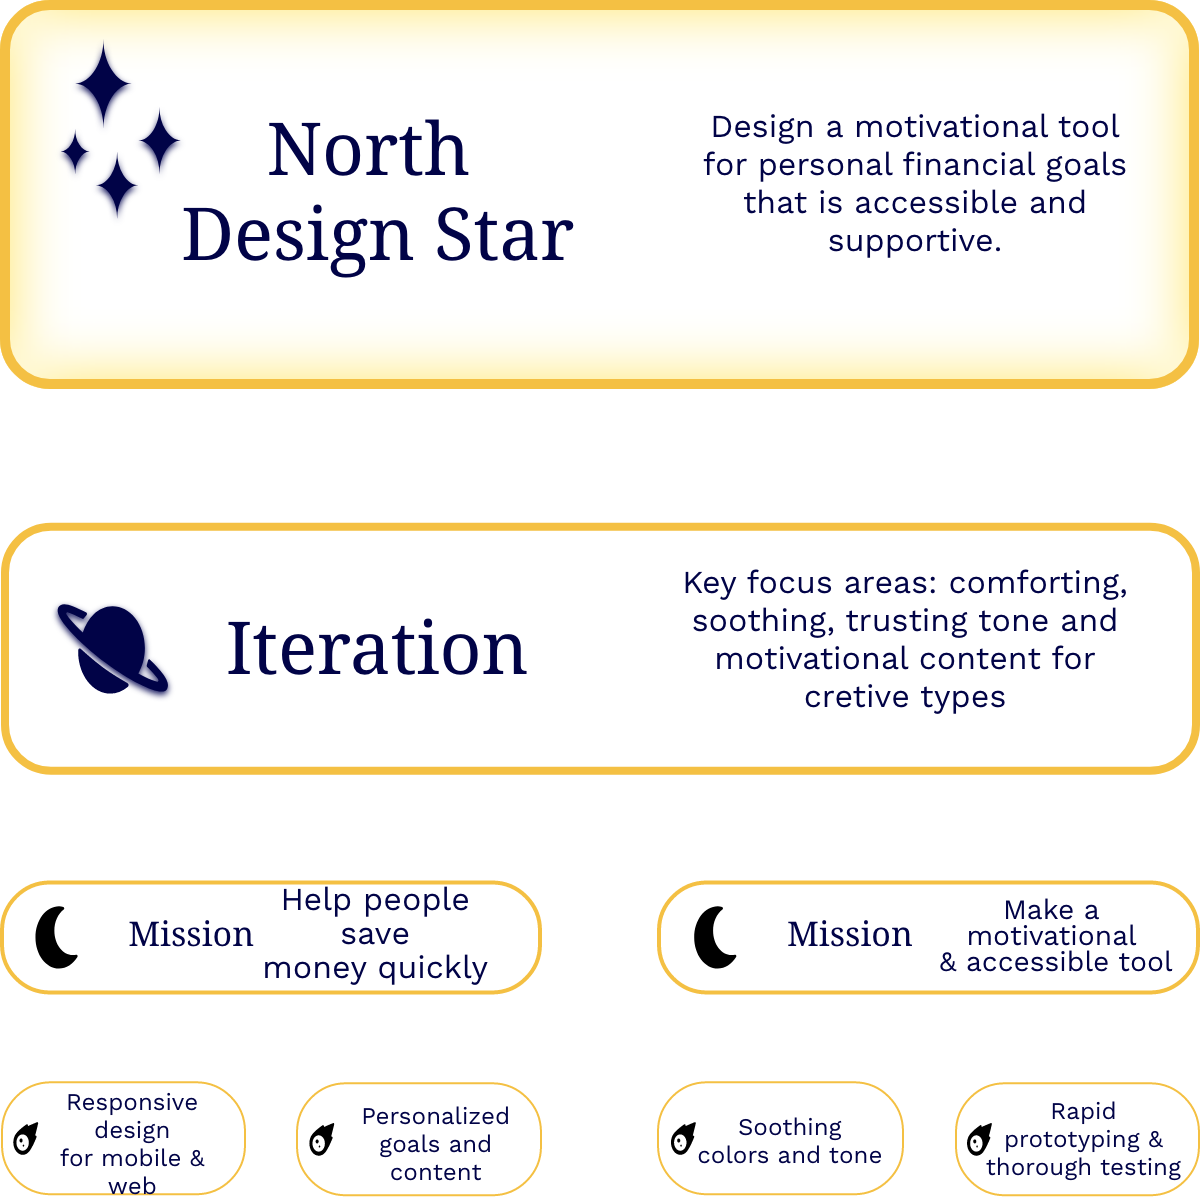 North
Design Star
Design a motivational tool
for personal financial goals
that is accessible and
supportive.
Iteration
Key focus areas: comforting,
soothing, trusting tone and
motivational content for
cretive types
Mission
Help people
save
money quickly
Mission
Make a
motivational
& accessible tool
Responsive
design
for mobile &
web
Personalized
goals and
content
Soothing
colors and tone
Rapid
prototyping &
thorough testing